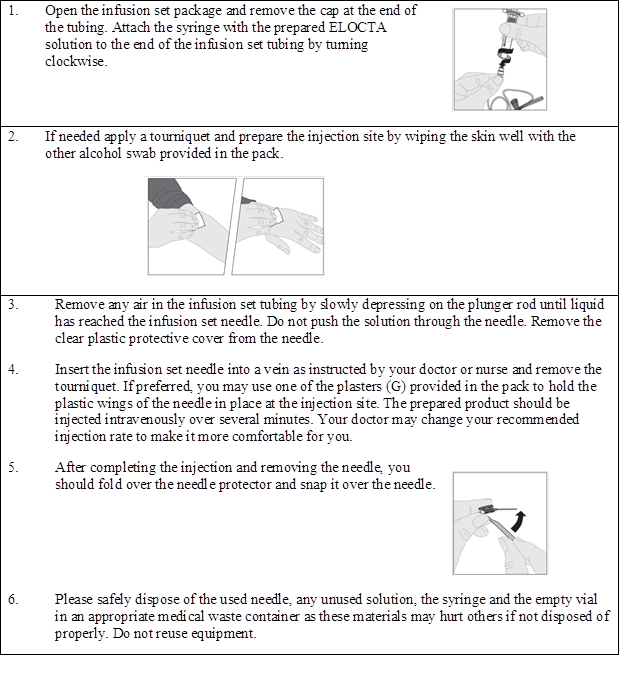 1. Open the infusion set package and remove the cap at the end of
the tubing. Attach the syringe with the prepared ELOCTA
solution to the end of the infusion set tubing by turning
clockwise.
2. If needed apply a tourniquet and prepare the injection site by wiping the skin well with the
other alcohol swab provided in the pack.
3. Remove any air in the infusion set tubing by slowly depressing on the plunger rod until liquid
has reached the infusion set needle. Do not push the solution through the needle. Remove the
clear plastic protective cover from the needle.
4. Insert the infusion set needle into a vein as instructed by your doctor or nurse and remove the
tourniquet. If preferred, you may use one of the plasters (G) provided in the pack to hold the
plastic wings of the needle in place at the injection site. The prepared product should be
injected intravenously over several minutes. Your doctor may change your recommended
injection rate to make it more comfortable for you.
5. After completing the injection and removing the needle, you
should fold over the needle protector and snap it over the needle.
6. Please safely dispose of the used needle, any unused solution, the syringe and the empty vial
in an appropriate medical waste container as these materials may hurt others if not disposed of
properly. Do not reuse equipment.